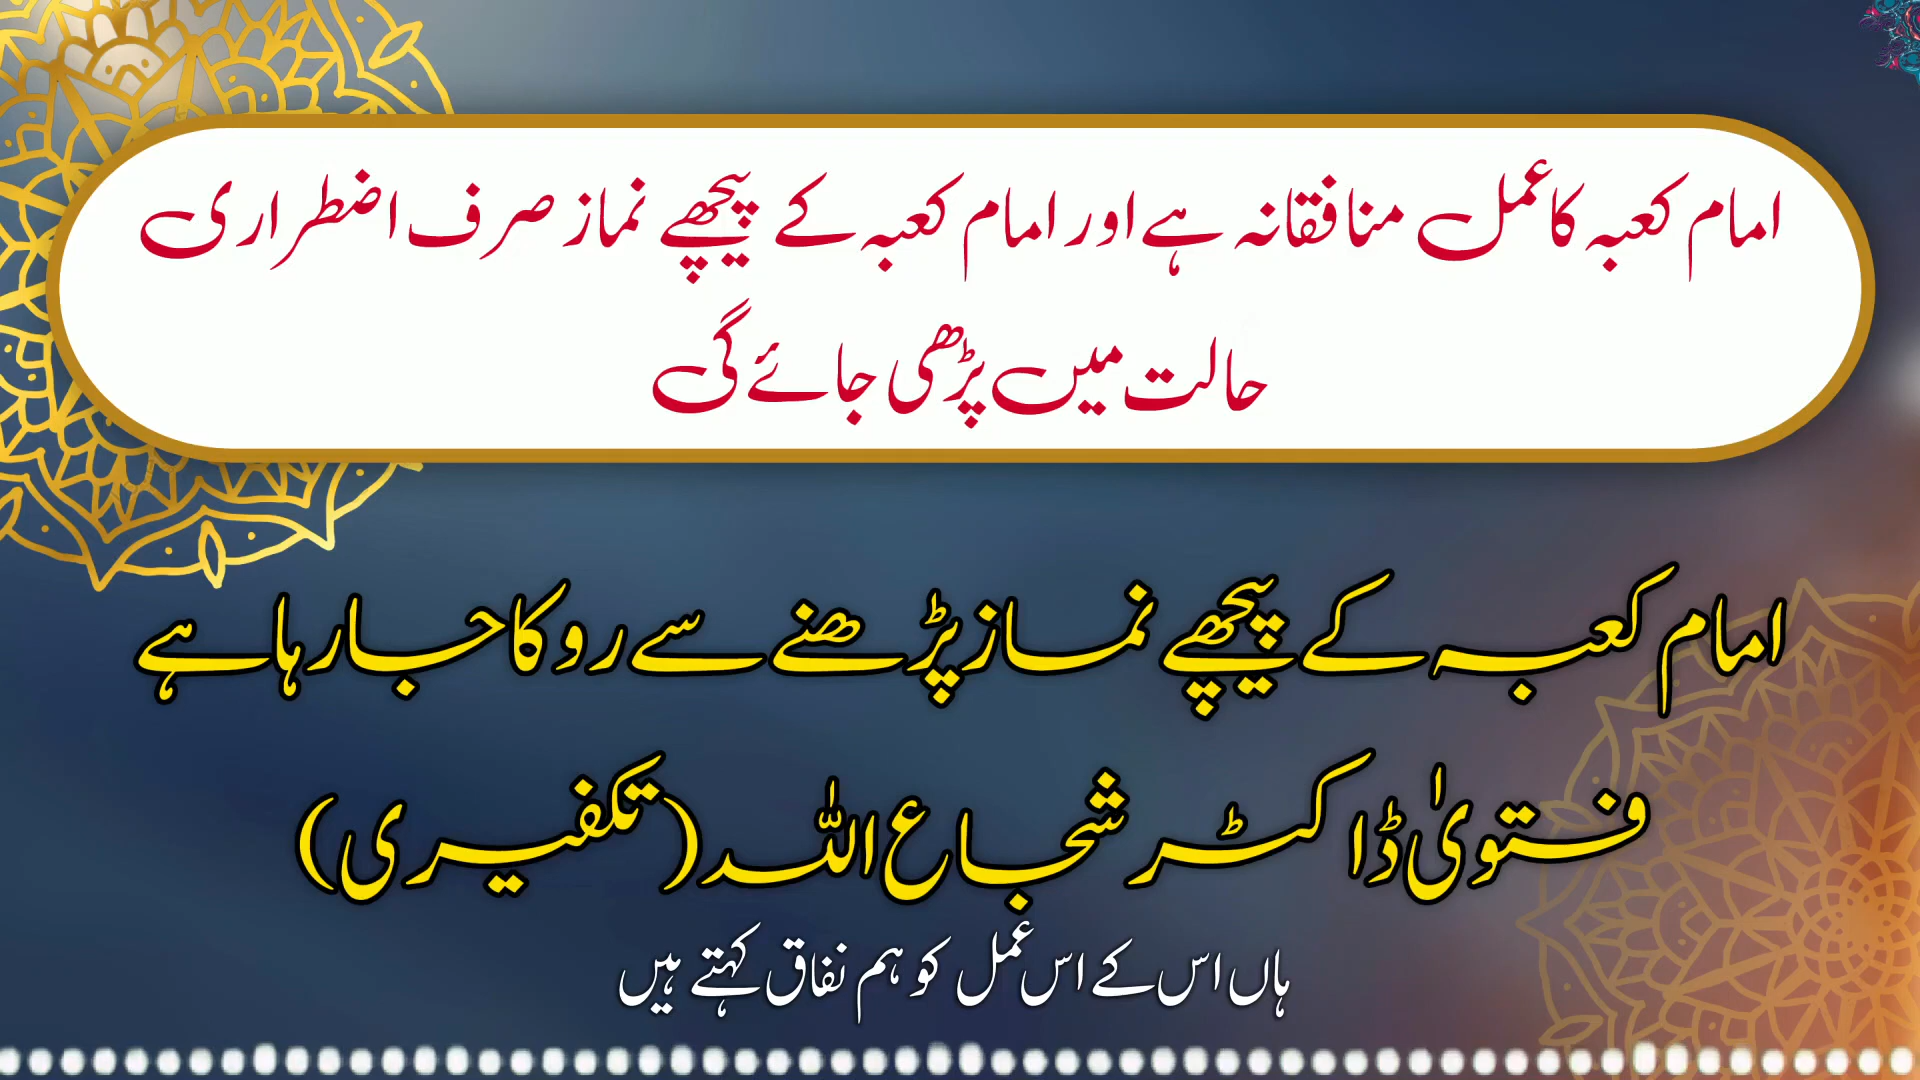 امام کعبہ کا عمل منافقانہ ہے اور امام کعبہ کے پیچھے نماز صرف اضطراری
حالت میں پڑھی جائے گی
امام کعبہ کے پیچھے نماز پڑھنے سے روکا جا رہا ہے
فتویٰ ڈاکٹر شجاع اللہ (تکفیری)
ہاں اس کے اس عمل کو ہم نفاق کہتے ہیں